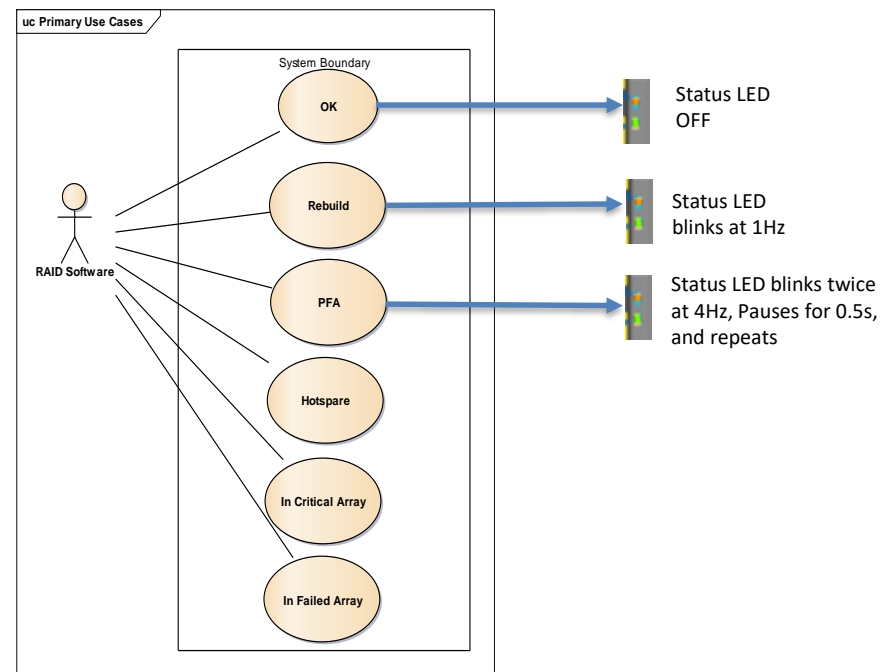 uc Primary Use Cases
System Boundary
OK
Status LED
OFF
Rebuild
Status LED
blinks at 1Hz
RAID Software
PFA
Status LED blinks twice
at 4Hz, Pauses for 0.5s,
and repeats
Hotspare
In Critical Array
In Failed Array